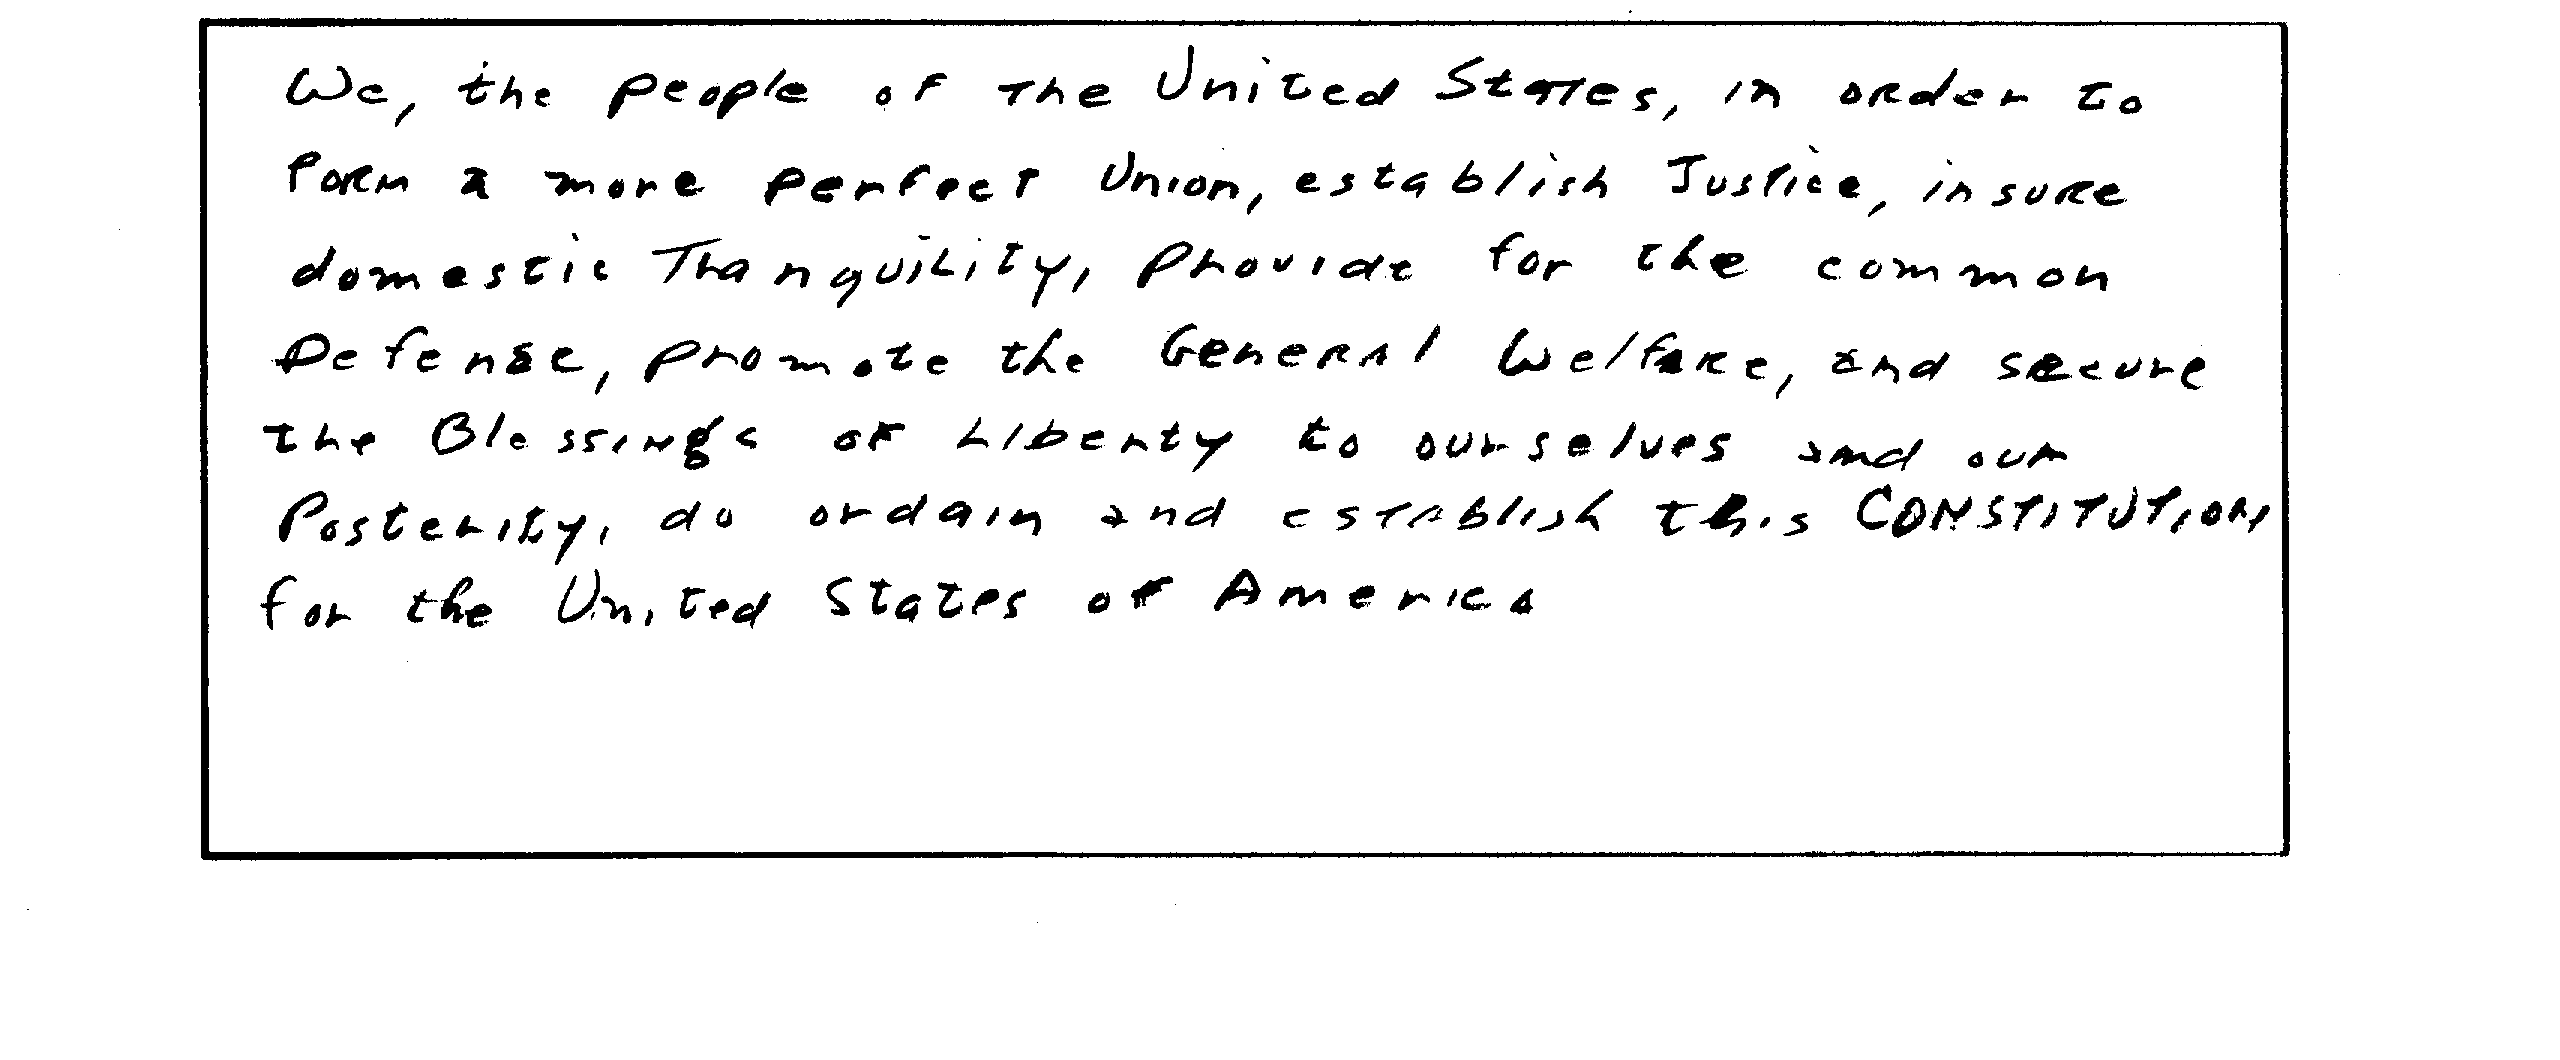 We, the people of the United States, in order to
form a more perfect Union, establish Justice, insure
domestic Tranquility, provide for the common
Defense, promote the General Welfare, and secure
the Blessings of Liberty to ourselves and our
Posterity, do ordain and establish this CONSTITUTION
for the United States of America